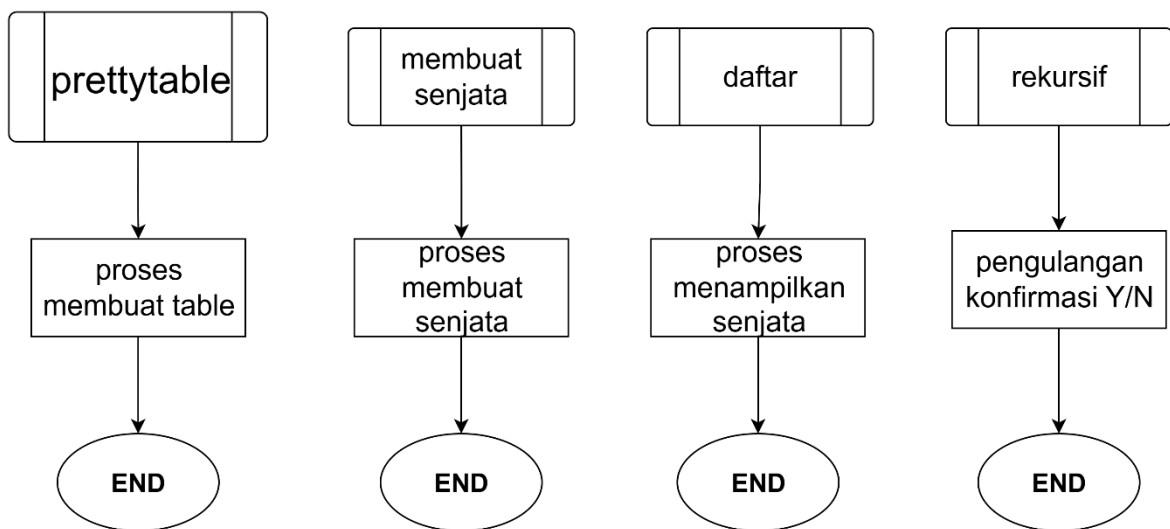 prettytable
membuat
senjata
daftar
rekursif
proses
membuat table
proses
membuat
senjata
proses
menampilkan
senjata
pengulangan
konfirmasi Y/N
END
END
END
END